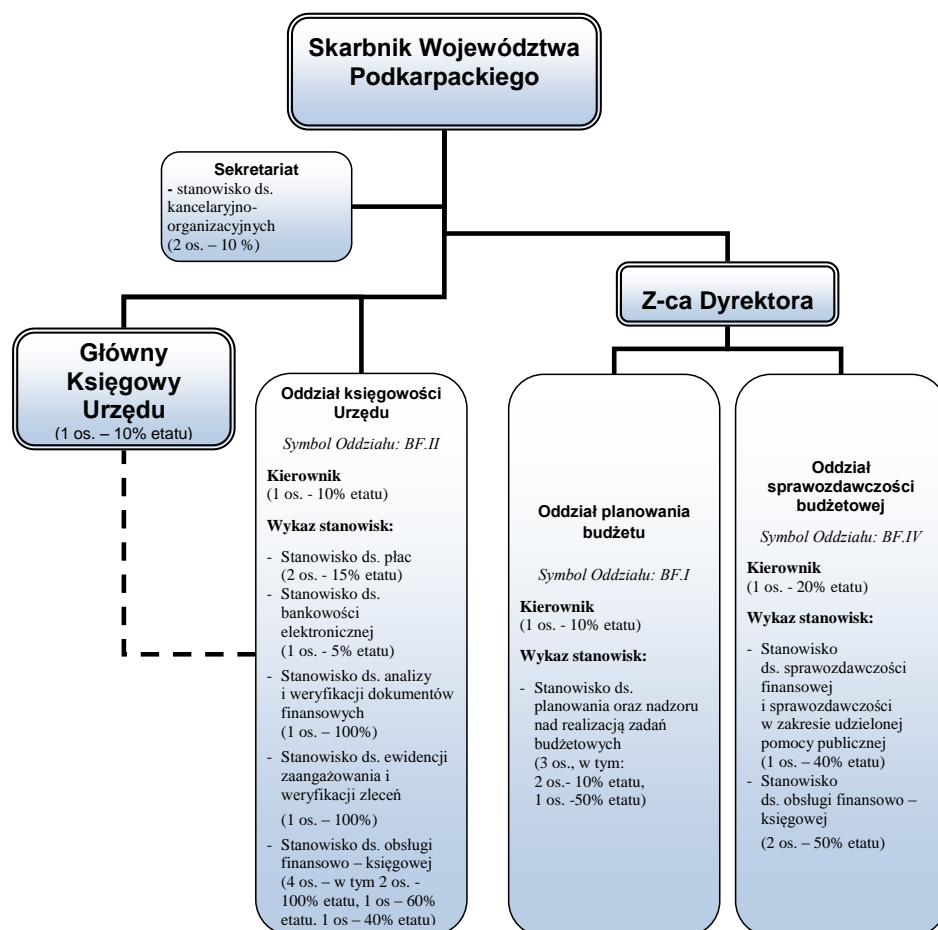 Skarbnik Województwa
Podkarpackiego
Sekretariat
- stanowisko ds.
kancelaryjno-
organizacyjnych
(2 os. – 10 %)
Z-ca Dyrektora
Główny
Księgowy
Urzędu
(1 os. – 10% etatu)
Oddział księgowości
Urzędu
Symbol Oddziału: BF.II
Kierownik
(1 os. - 10% etatu)
Wykaz stanowisk:
- Stanowisko ds. płac
(2 os. - 15% etatu)
- Stanowisko ds.
bankowości
elektronicznej
(1 os. - 5% etatu)
- Stanowisko ds. analizy
i weryfikacji dokumentów
finansowych
(1 os. – 100%)
- Stanowisko ds. ewidencji
zaangażowania i
weryfikacji zleceń
(1 os. – 100%)
- Stanowisko ds. obsługi
finansowo – księgowej
(4 os. – w tym 2 os. -
100% etatu, 1 os – 60%
etatu, 1 os – 40% etatu)
Oddział planowania
budżetu
Symbol Oddziału: BF.I
Kierownik
(1 os. - 10% etatu)
Wykaz stanowisk:
- Stanowisko ds.
planowania oraz nadzoru
nad realizacją zadań
budżetowych
(3 os., w tym:
2 os.- 10% etatu,
1 os. -50% etatu)
Oddział
sprawozdawczości
budżetowej
Symbol Oddziału: BF.IV
Kierownik
(1 os. - 20% etatu)
Wykaz stanowisk:
- Stanowisko
ds. sprawozdawczości
finansowej
i sprawozdawczości
w zakresie udzielonej
pomocy publicznej
(1 os. – 40% etatu)
- Stanowisko
ds. obsługi finansowo –
księgowej
(2 os. – 50% etatu)